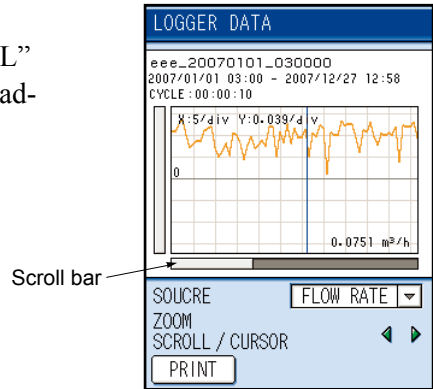 L”
ad-
LOGGER DATA
eee_20070101_030000
2007/01/01 03:00 - 2007/12/27 12:58
CYCLE:00:00:10
X:5/div Y:0.039/d v
0
0.0751 m³/h
Scroll bar
SOUCRE FLOW RATE
ZOOM
SCROLL / CURSOR
PRINT